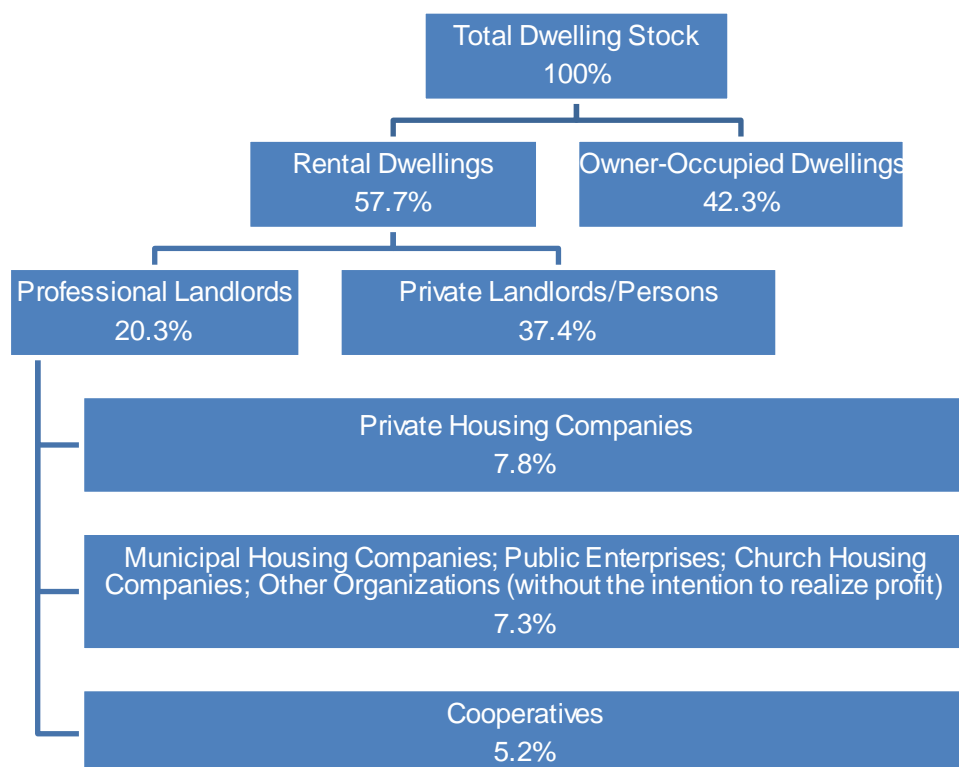 Total Dwelling Stock
100%
Rental Dwellings
57.7%
Owner-Occupied Dwellings
42.3%
Professional Landlords
20.3%
Private Landlords/Persons
37.4%
Private Housing Companies
7.8%
Municipal Housing Companies; Public Enterprises; Church Housing
Companies; Other Organizations (without the intention to realize profit)
7.3%
Cooperatives
5.2%